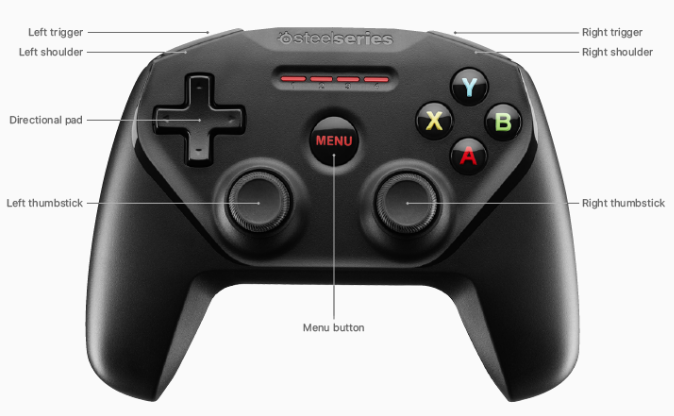 Left trigger
Right trigger
steelseries
Left shoulder
Right shoulder
Y
X
B
Directional pad
MENU
A
Left thumbstick
Right thumbstick
Menu button